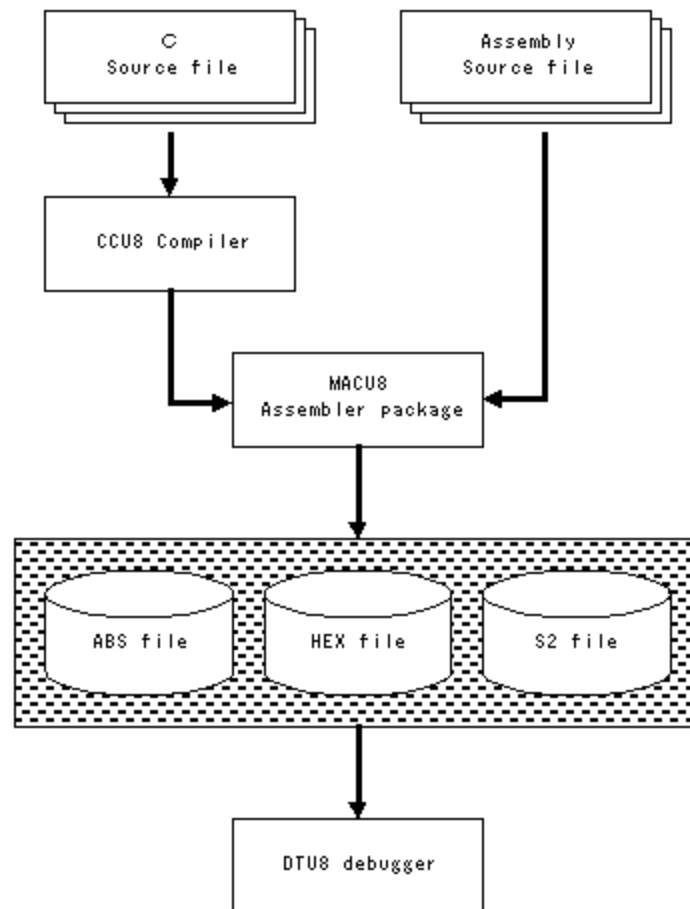 C
Source file
Assembly
Source file
CCU8 Compiler
MACU8
Assembler package
ABS file
HEX file
S2 file
DTU8 debugger